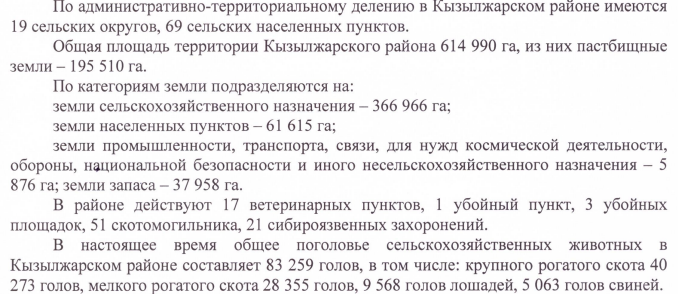 По административно-территориальному делению в Кызылжарском районе имеются
19 сельских округов, 69 сельских населенных пунктов.
Общая площадь территории Кызылжарского района 614 990 га, из них пастбищные
земли – 195 510 га.
По категориям земли подразделяются на:
земли сельскохозяйственного назначения – 366 966 га;
земли населенных пунктов – 61 615 га;
земли промышленности, транспорта, связи, для нужд космической деятельности,
обороны, национальной безопасности и иного несельскохозяйственного назначения – 5
876 га; земли запаса – 37 958 га.
В районе действуют 17 ветеринарных пунктов, 1 убойный пункт, 3 убойных
площадок, 51 скотомогильника, 21 сибироязвенных захоронений.
В настоящее время общее поголовье сельскохозяйственных животных в
Кызылжарском районе составляет 83 259 голов, в том числе: крупного рогатого скота 40
273 голов, мелкого рогатого скота 28 355 голов, 9 568 голов лошадей, 5 063 голов свиней.